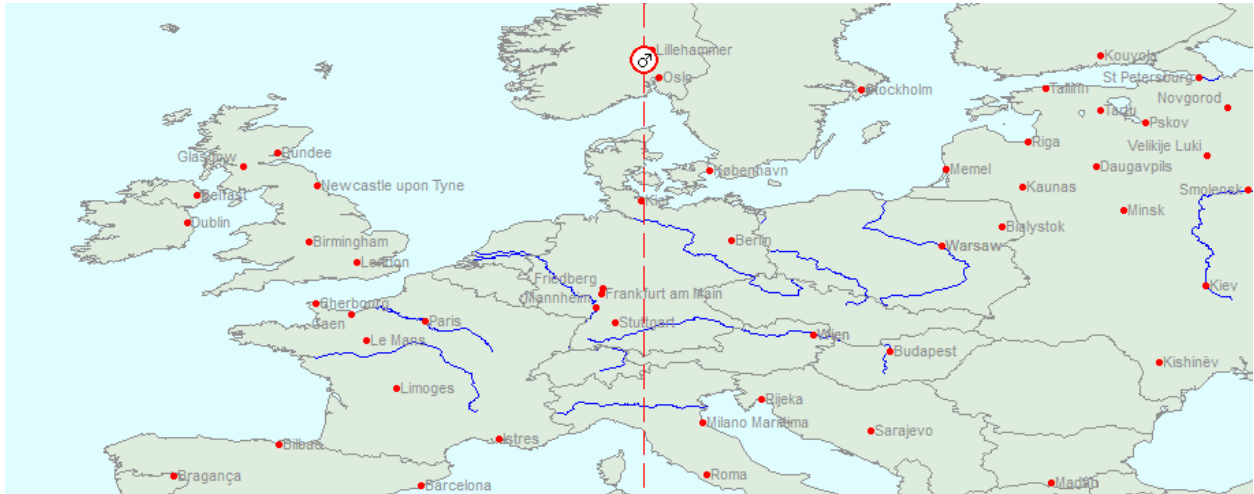 Lillehammer
Kouvola
♂
Oslo
St Petersburg
Stockholm
Tallinn
Novgorod
Tartu
Pskov
Riga
Velikije Luki
Glasgow
Dundee
København
Memel
Daugavpils
Newcastle upon Tyne
Kaunas
Smolensk
Belfast
Kiel
Minsk
Dublin
Bialystok
Birmingham
Berlin
Warsaw
London
Friedberg
Frankfurt am Main
Kiev
Mannheim
Cherbourg
Caen
Paris
Stuttgart
Wien
Le Mans
Budapest
Kishinëv
Limoges
Rijeka
Milano Marittima
Sarajevo
Bilbao
Istres
Bragança
Roma
Barcelona
Madan